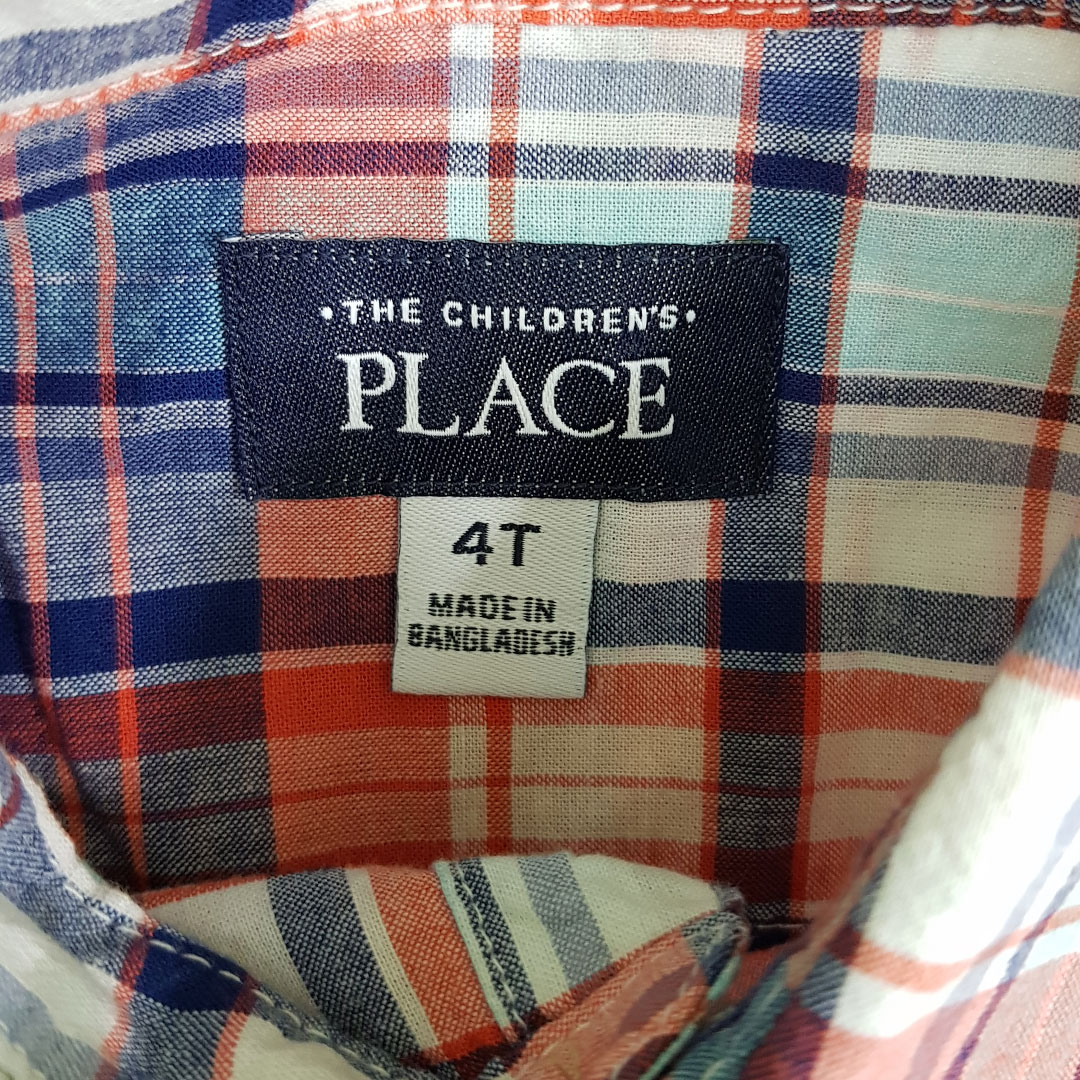 •THE CHILDREN'S•
PLACE
4T
MADE IN
BANGLADESH